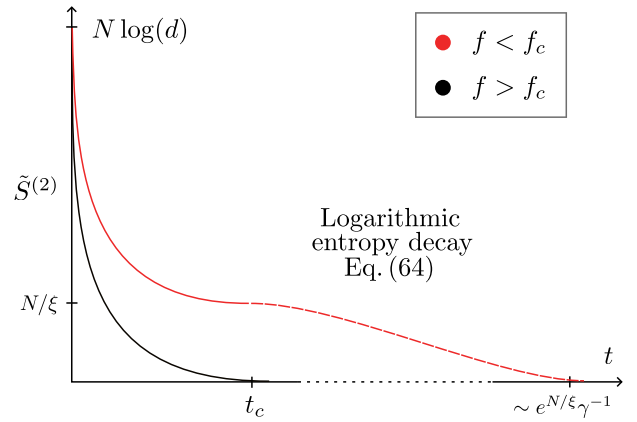 N log(d)
f < f_c
f > f_c
S̃^(2)
Logarithmic
entropy decay
Eq. (64)
N/ξ
t
t_c
∼ e^{N/ξ} γ^{−1}